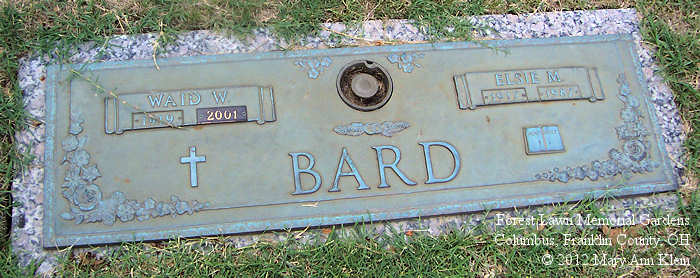 WAID W.
2001
ELSIE M.
BARD
Forest Lawn Memorial Gardens
Columbus, Franklin County, OH
© 2012 Mary Ann Klein